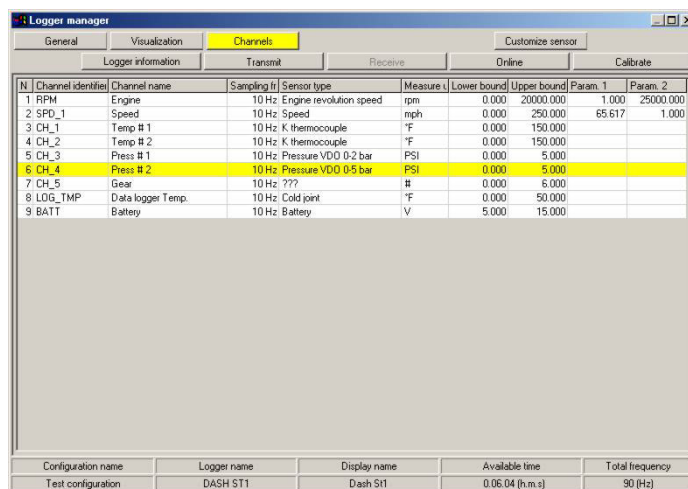 Logger manager
General Visualization Channels Customize sensor
Logger information Transmit Receive Online Calibrate
N Channel identifier Channel name Sampling fr Sensor type Measure u Lower bound Upper bound Param. 1 Param. 2
1 RPM Engine 10 Hz Engine revolution speed rpm 0.000 20000.000 1.000 25000.000
2 SPD_1 Speed 10 Hz Speed mph 0.000 250.000 65.617 1.000
3 CH_1 Temp # 1 10 Hz K thermocouple °F 0.000 150.000
4 CH_2 Temp # 2 10 Hz K thermocouple °F 0.000 150.000
5 CH_3 Press # 1 10 Hz Pressure VDO 0-2 bar PSI 0.000 5.000
6 CH_4 Press # 2 10 Hz Pressure VDO 0-5 bar PSI 0.000 5.000
7 CH_5 Gear 10 Hz ??? # 0.000 6.000
8 LOG_TMP Data logger Temp. 10 Hz Cold joint °F 0.000 50.000
9 BATT Battery 10 Hz Battery V 5.000 15.000
Configuration name Logger name Display name Available time Total frequency
Test configuration DASH ST1 Dash St1 0.06.04 (h.m.s) 90 (Hz)